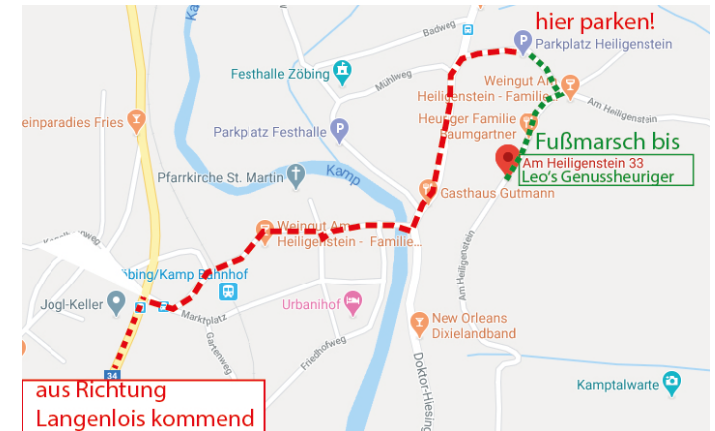 hier parken!
Badweg
Parkplatz Heiligenstein
Festhalle Zöbing
Mühlweg
Weingut Am
Heiligenstein - Familie
Am Heiligenstein
einparadies Fries
Parkplatz Festhalle
Heuriger Familie
Baumgartner
Fußmarsch bis
Am Heiligenstein 33
Leo's Genussheuriger
Pfarrkirche St. Martin
Kamp
Gasthaus Gutmann
Weingut Am
Heiligenstein - Familie...
Am Heiligenstein
öbing/Kamp Bahnhof
Jogl-Keller
Marktplatz
Urbanihof
New Orleans
Dixielandband
Gartenweg
Friedhofweg
Doktor-Hiesing
34
Kamptalwarte
aus Richtung
Langenlois kommend